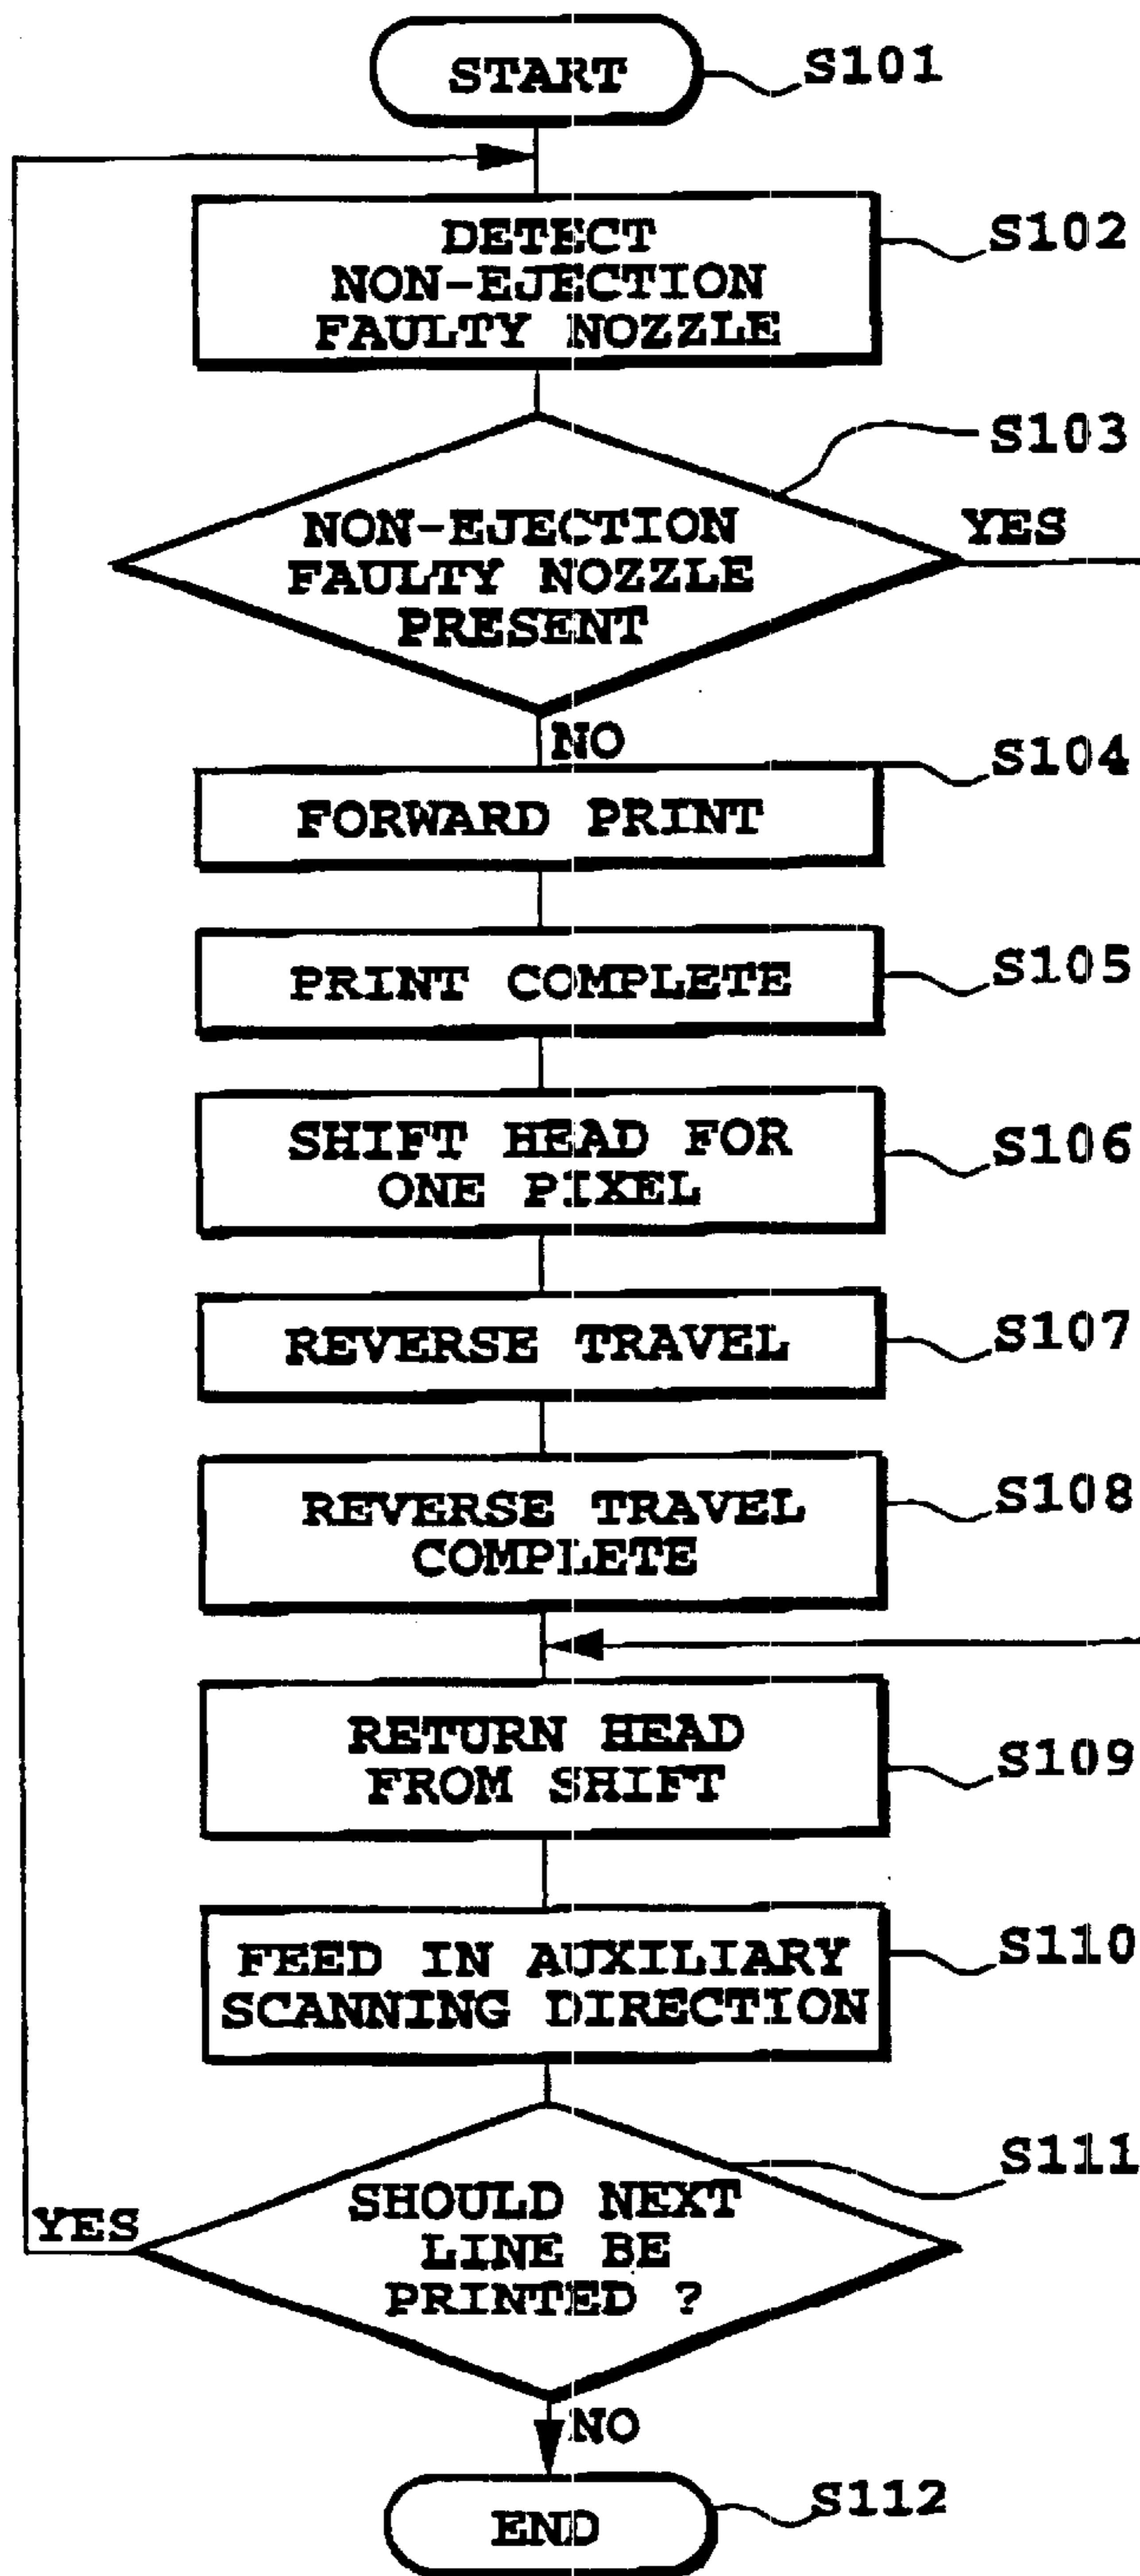 START
S101
DETECT
NON-EJECTION
FAULTY NOZZLE
S102
S103
NON-EJECTION
FAULTY NOZZLE
PRESENT
YES
NO
S104
FORWARD PRINT
PRINT COMPLETE
S105
SHIFT HEAD FOR
ONE PIXEL
S106
REVERSE TRAVEL
S107
REVERSE TRAVEL
COMPLETE
S108
RETURN HEAD
FROM SHIFT
S109
FEED IN AUXILIARY
SCANNING DIRECTION
S110
S111
SHOULD NEXT
LINE BE
PRINTED ?
YES
NO
END
S112